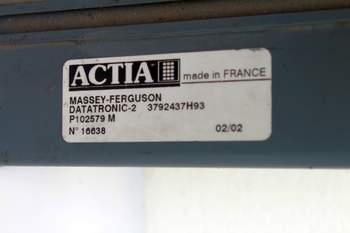 ACTIA made in FRANCE
MASSEY-FERGUSON
DATATRONIC-2 3792437H93
P102579 M
N° 16638 02/02